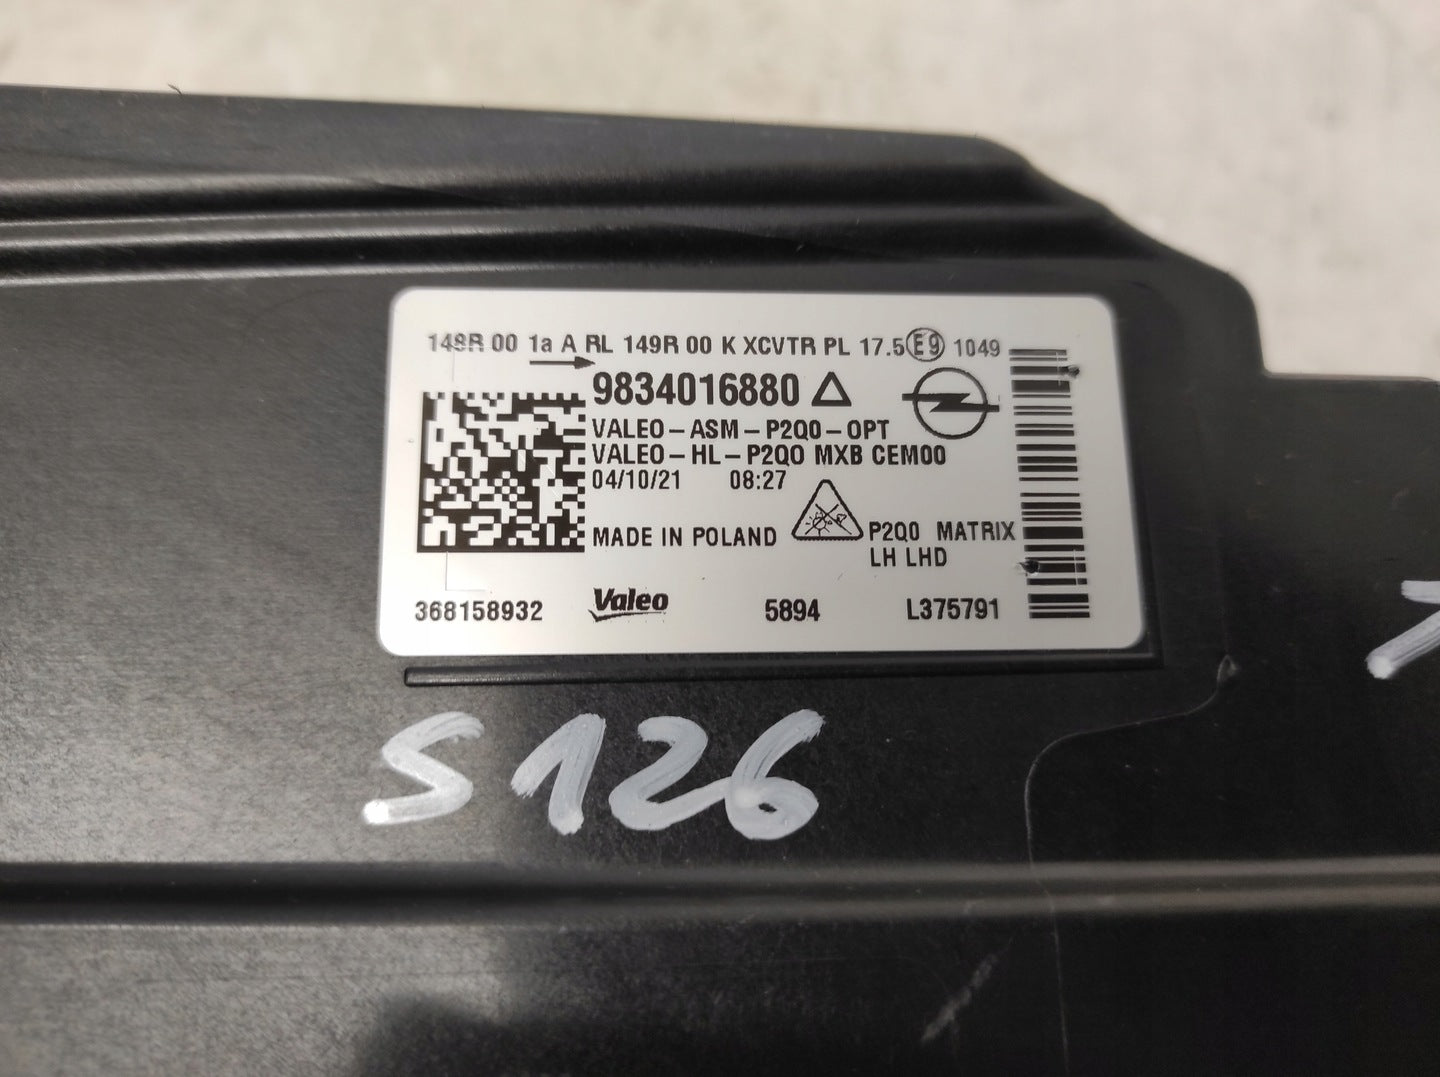 148R 00 1a A RL 149R 00 K XCVTR PL 17.5 E9 1049
9834016880
VALEO-ASM-P2Q0-OPT
VALEO-HL-P2Q0 MXB CEM00
04/10/21 08:27
MADE IN POLAND
P2Q0 MATRIX
LH LHD
368158932 Valeo 5894 L375791
S126